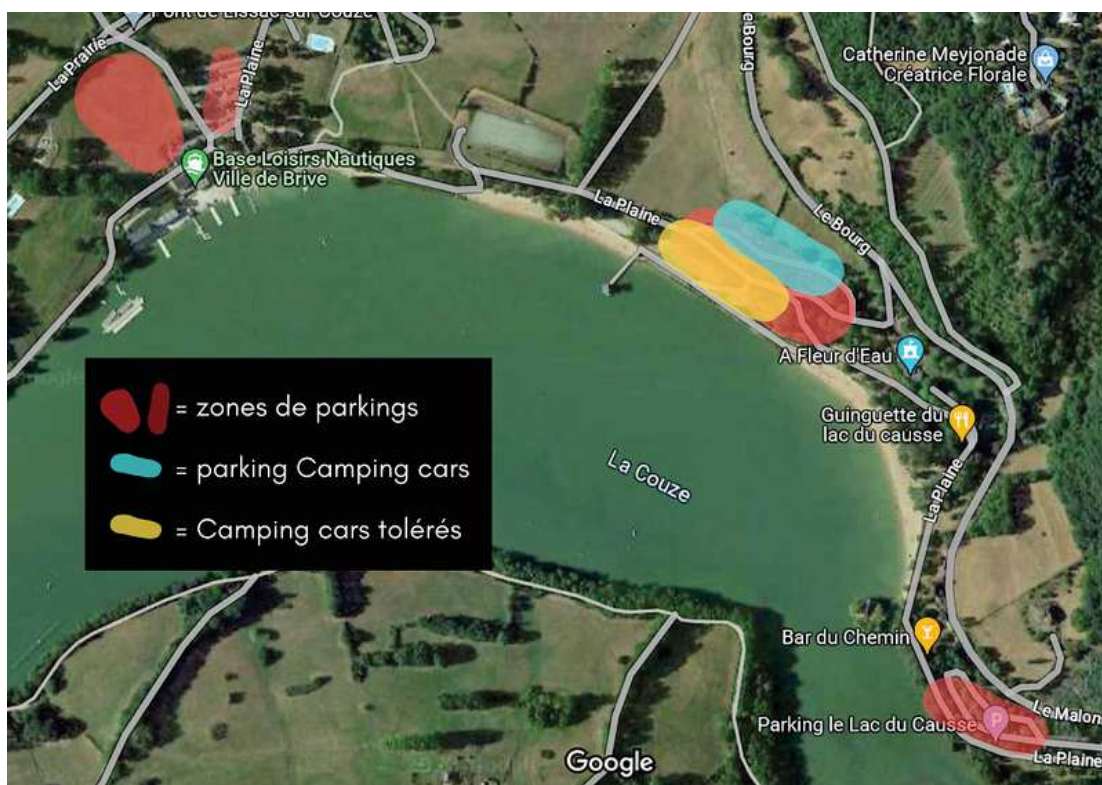 Pont de Lissac sur Couze
La Prairie
La Plaine
Le Bourg
Catherine Meyjonade
Créatrice Florale
Base Loisirs Nautiques
Ville de Brive
La Plaine
Le Bourg
A Fleur d'Eau
Guinguette du
lac du causse
= zones de parkings
= parking Camping cars
= Camping cars tolérés
La Couze
La Plaine
Bar du Chemin
Parking le Lac du Causse
P
Le Malons
La Plaine
Google